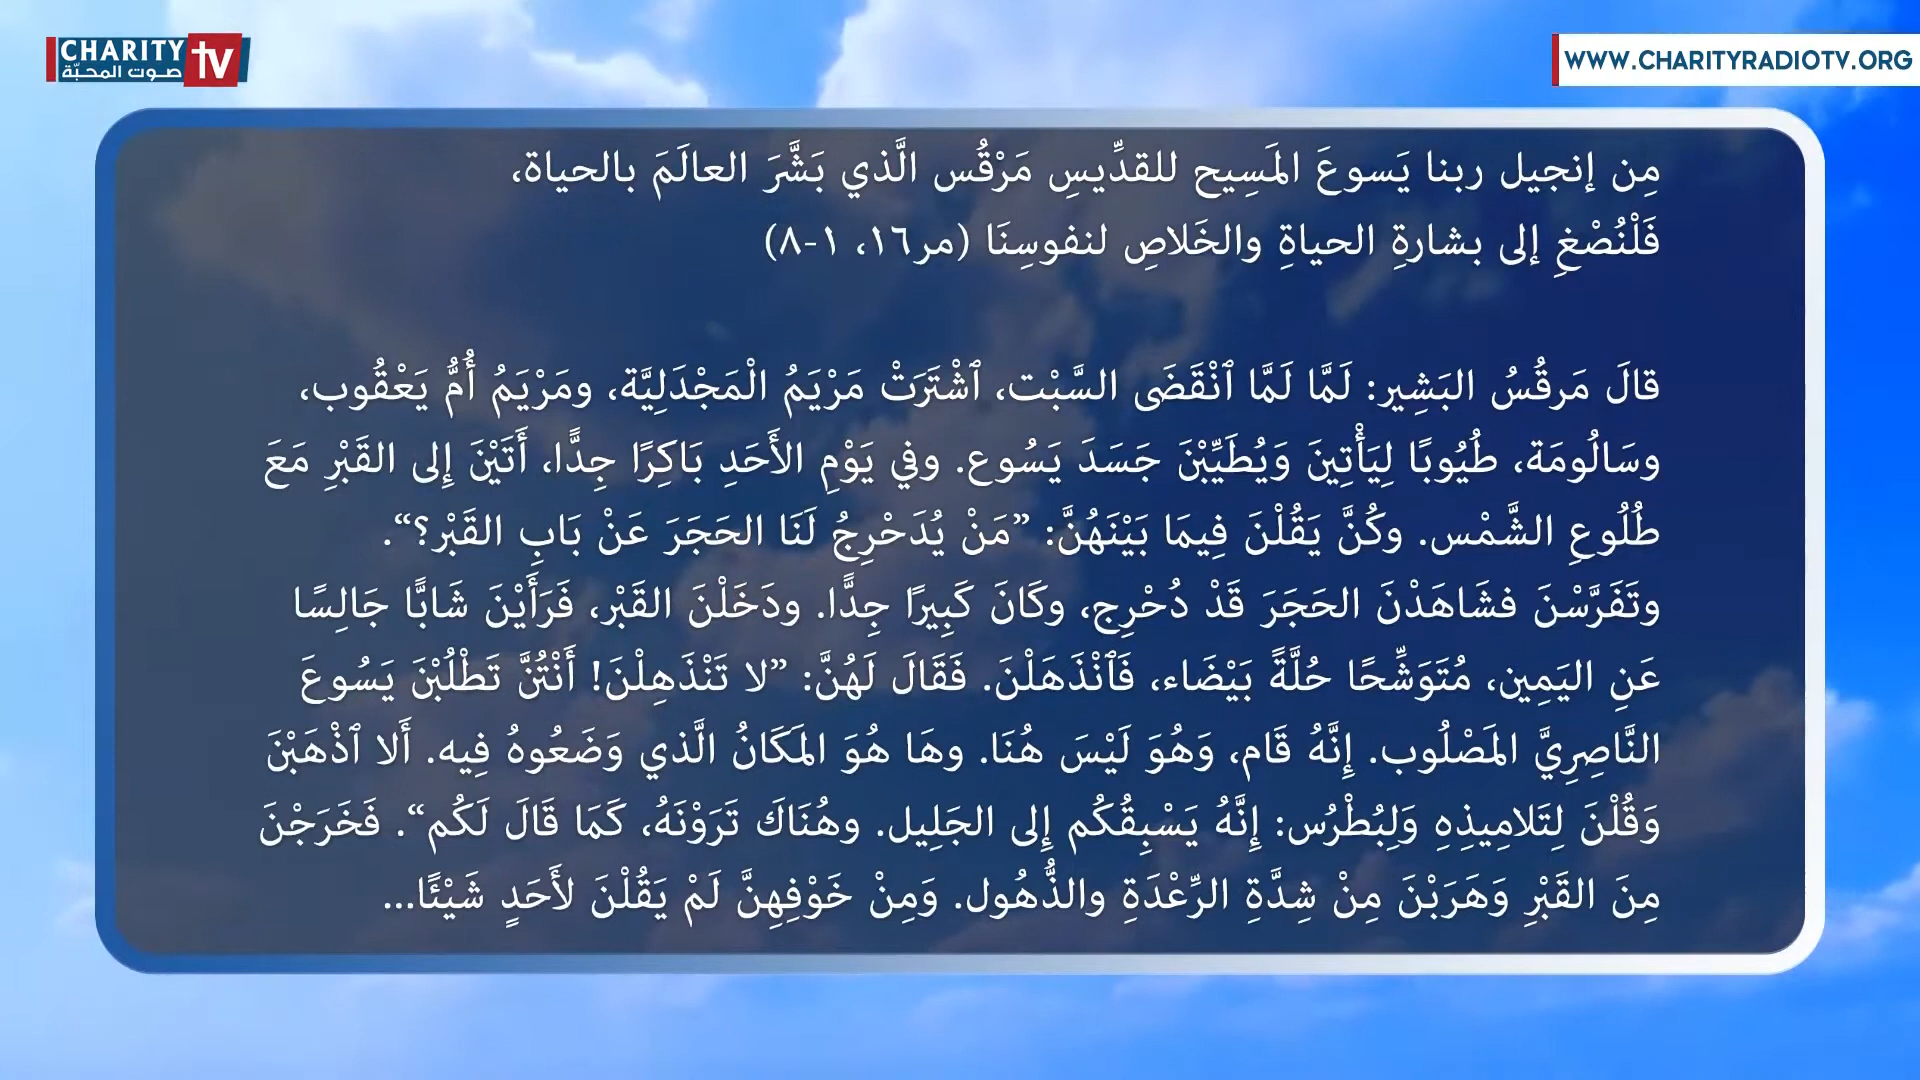 CHARITY tv
صوت المحبّة
WWW.CHARITYRADIOTV.ORG
مِن إنجيل ربنا يَسوعَ المَسِيح للقدِّيسِ مَرْقُس الَّذي بَشَّرَ العالَمَ بالحياة،
فَلْنُصْغِ إلى بشارةِ الحياةِ والخَلاصِ لنفوسِنَا (مر١٦، ١-٨)
قالَ مَرقُسُ البَشِير: لَمَّا لَمَّا ٱنْقَضَى السَّبْت، ٱشْتَرَتْ مَرْيَمُ الْمَجْدَلِيَّة، ومَرْيَمُ أُمُّ يَعْقُوب،
وسَالُومَة، طُيُوبًا لِيَأْتِينَ وَيُطَيِّبْنَ جَسَدَ يَسُوع. وفي يَوْمِ الأَحَدِ بَاكِرًا جِدًّا، أَتَيْنَ إِلى القَبْرِ مَعَ
طُلُوعِ الشَّمْس. وكُنَّ يَقُلْنَ فِيمَا بَيْنَهُنَّ: ”مَنْ يُدَحْرِجُ لَنَا الحَجَرَ عَنْ بَابِ القَبْر؟“.
وتَفَرَّسْنَ فشَاهَدْنَ الحَجَرَ قَدْ دُحْرِج، وكَانَ كَبِيرًا جِدًّا. ودَخَلْنَ القَبْر، فَرَأَيْنَ شَابًّا جَالِسًا
عَنِ اليَمِين، مُتَوَشِّحًا حُلَّةً بَيْضَاء، فَٱنْذَهَلْنَ. فَقَالَ لَهُنَّ: ”لا تَنْذَهِلْنَ! أَنْتُنَّ تَطْلُبْنَ يَسُوعَ
النَّاصِرِيَّ المَصْلُوب. إِنَّهُ قَام، وَهُوَ لَيْسَ هُنَا. وهَا هُوَ المَكَانُ الَّذي وَضَعُوهُ فِيه. أَلا ٱذْهَبْنَ
وَقُلْنَ لِتَلامِيذِهِ وَلِبُطْرُس: إِنَّهُ يَسْبِقُكُم إِلى الجَلِيل. وهُنَاكَ تَرَوْنَهُ، كَمَا قَالَ لَكُم“. فَخَرَجْنَ
مِنَ القَبْرِ وَهَرَبْنَ مِنْ شِدَّةِ الرِّعْدَةِ والذُّهُول. وَمِنْ خَوْفِهِنَّ لَمْ يَقُلْنَ لأَحَدٍ شَيْئًا...